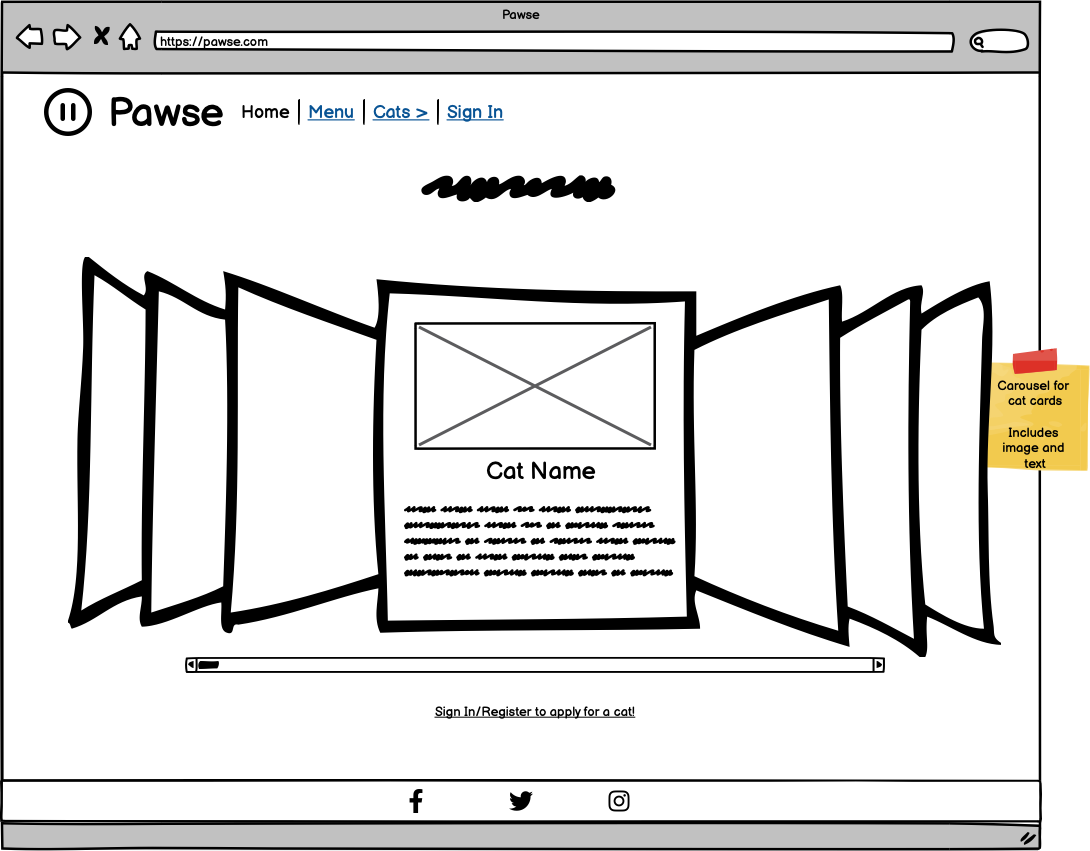 Pawse
https://pawse.com
Pawse Home Menu Cats > Sign In
Carousel for
cat cards
Includes
image and
text
Cat Name
Sign In/Register to apply for a cat!